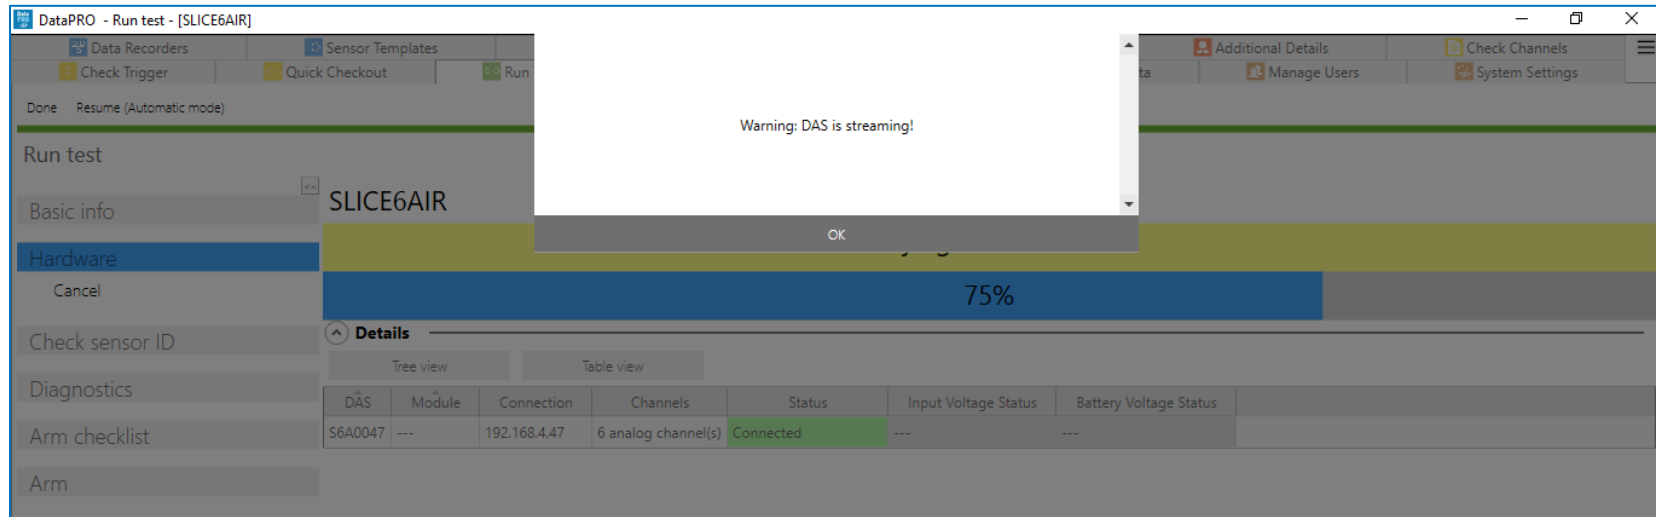 DataPRO - Run test - [SLICE6AIR]
Data Recorders
Sensor Templates
Additional Details
Check Channels
Check Trigger
Quick Checkout
Run
ta
Manage Users
System Settings
Done Resume (Automatic mode)
Warning: DAS is streaming!
OK
Run test
<<
Basic info
Hardware
Cancel
Check sensor ID
Diagnostics
Arm checklist
Arm
SLICE6AIR
75%
Details
Tree view Table view
DAS Module Connection Channels Status Input Voltage Status Battery Voltage Status
S6A0047 --- 192.168.4.47 6 analog channel(s) Connected --- ---